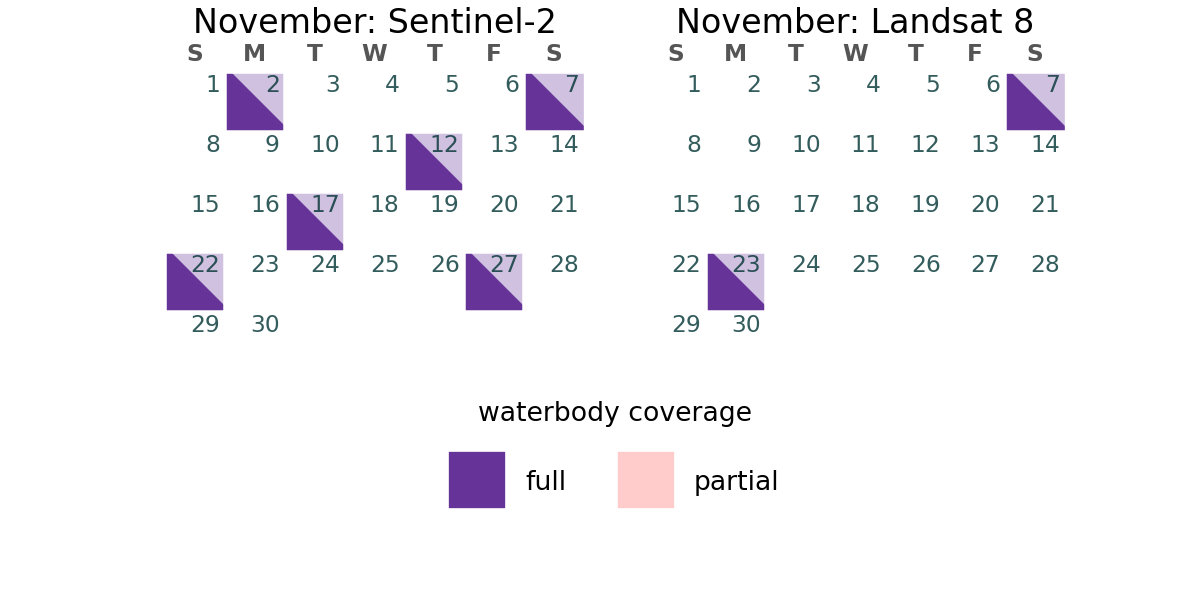 November: Sentinel-2
S M T W T F S
1 2 3 4 5 6 7
8 9 10 11 12 13 14
15 16 17 18 19 20 21
22 23 24 25 26 27 28
29 30
November: Landsat 8
S M T W T F S
1 2 3 4 5 6 7
8 9 10 11 12 13 14
15 16 17 18 19 20 21
22 23 24 25 26 27 28
29 30
waterbody coverage
full
partial